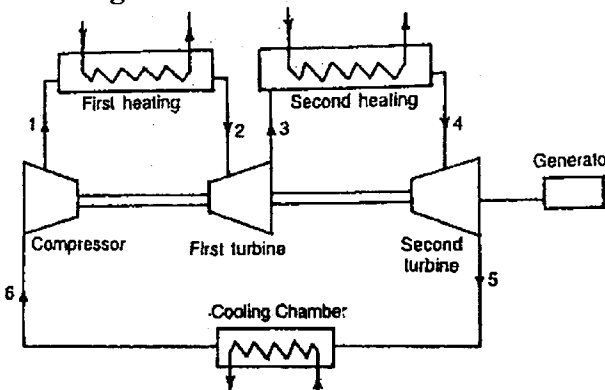 First heating
Second heating
1
2
3
4
Generato
Compressor
First turbine
Second
turbine
6
5
Cooling Chamber